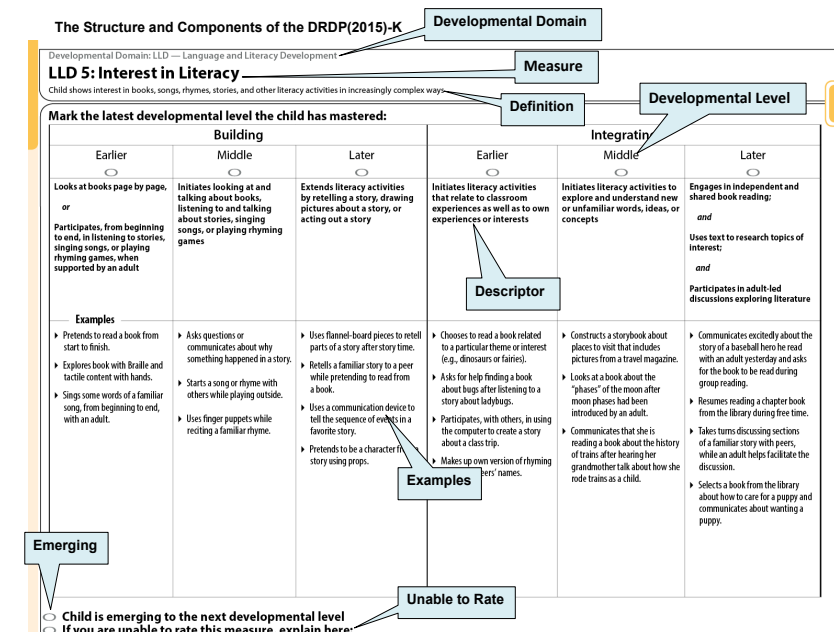 The Structure and Components of the DRDP(2015)-K
Developmental Domain
Developmental Domain: LLD — Language and Literacy Development
LLD 5: Interest in Literacy
Measure
Child shows interest in books, songs, rhymes, stories, and other literacy activities in increasingly complex ways
Definition
Developmental Level
Mark the latest developmental level the child has mastered:
Building
Integrating
Earlier
Middle
Later
Earlier
Middle
Later
Looks at books page by page,
or
Participates, from beginning
to end, in listening to stories,
singing songs, or playing
rhyming games, when
supported by an adult
Initiates looking at and
talking about books,
listening to and talking
about stories, singing
songs, or playing rhyming
games
Extends literacy activities
by retelling a story, drawing
pictures about a story, or
acting out a story
Initiates literacy activities
that relate to classroom
experiences as well as to own
experiences or interests
Initiates literacy activities to
explore and understand new
or unfamiliar words, ideas, or
concepts
Engages in independent and
shared book reading;
and
Uses text to research topics of
interest;
and
Participates in adult-led
discussions exploring literature
Descriptor
Examples
Pretends to read a book from
start to finish.
Explores book with Braille and
tactile content with hands.
Sings some words of a familiar
song, from beginning to end,
with an adult.
Asks questions or
communicates about why
something happened in a story.
Starts a song or rhyme with
others while playing outside.
Uses finger puppets while
reciting a familiar rhyme.
Uses flannel-board pieces to retell
parts of a story after story time.
Retells a familiar story to a peer
while pretending to read from
a book.
Uses a communication device to
tell the sequence of events in a
favorite story.
Pretends to be a character
story using props.
Chooses to read a book related
to a particular theme or interest
(e.g., dinosaurs or fairies).
Asks for help finding a book
about bugs after listening to a
story about ladybugs.
Participates, with others, in using
the computer to create a story
about a class trip.
Makes up own version of rhyming
names.
Constructs a storybook about
places to visit that includes
pictures from a travel magazine.
Looks at a book about the
"phases" of the moon after
moon phases had been
introduced by an adult.
Communicates that she is
reading a book about the history
of trains after hearing her
grandmother talk about how she
rode trains as a child.
Communicates excitedly about the
story of a baseball hero he read
with an adult yesterday and asks
for the book to be read during
group reading.
Resumes reading a chapter book
from the library during free time.
Takes turns discussing sections
of a familiar story with peers,
while an adult helps facilitate the
discussion.
Selects a book from the library
about how to care for a puppy and
communicates about wanting a
puppy.
Examples
Emerging
Unable to Rate
Child is emerging to the next developmental level
If you are unable to rate this measure, explain here: